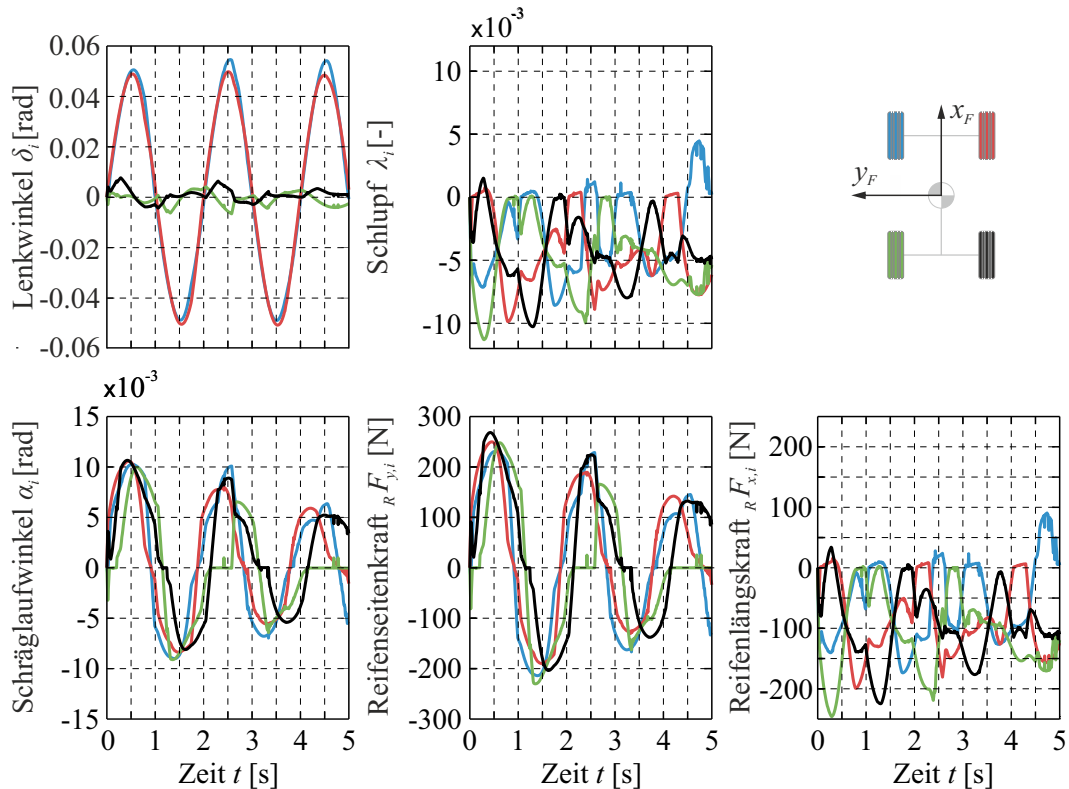 Lenkwinkel δi [rad]
0.06
0.04
0.02
0
-0.02
-0.04
-0.06
x10-3
Schlupf λi [-]
10
5
0
-5
-10
xF
yF
x10-3
Schräglaufwinkel αi [rad]
15
10
5
0
-5
-10
-15
0 1 2 3 4 5
Zeit t [s]
Reifenseitenkraft RFy,i [N]
300
200
100
0
-100
-200
-300
0 1 2 3 4 5
Zeit t [s]
Reifenlängskraft RFx,i [N]
200
100
0
-100
-200
0 1 2 3 4 5
Zeit t [s]